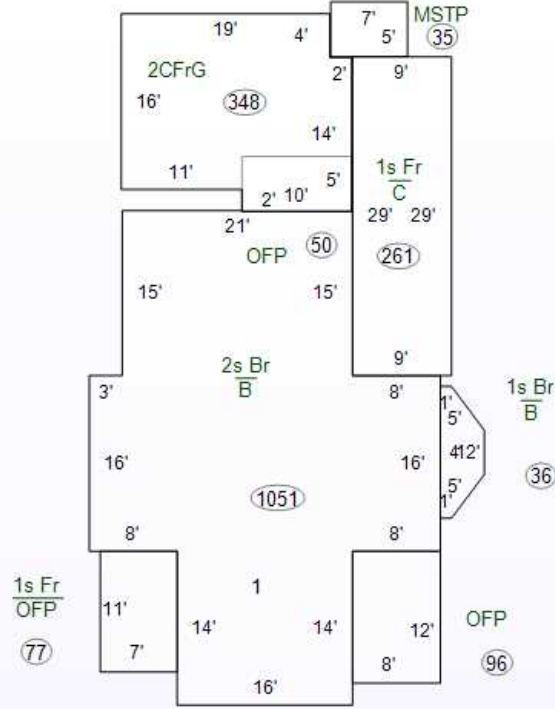 7' MSTP
19' 4' 5' 35
2CFrG 2' 9'
16' 348
14'
11' 5' 1s Fr
C
2' 10'
21' 29' 29'
OFP 50 261
15' 15'
9'
2s Br
B
3' 8' 1' 1s Br
B
5'
16' 16' 4' 12'
5' 36
1051 1'
8' 8'
1s Fr
OFP
11' 1
14' 14' 12' OFP
77 7' 8' 96
16'